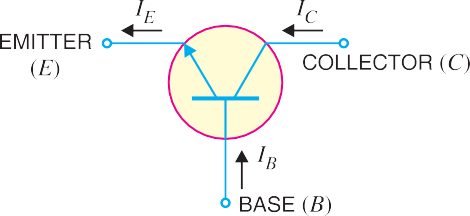 I_E
I_C
EMITTER
(E)
COLLECTOR (C)
I_B
BASE (B)